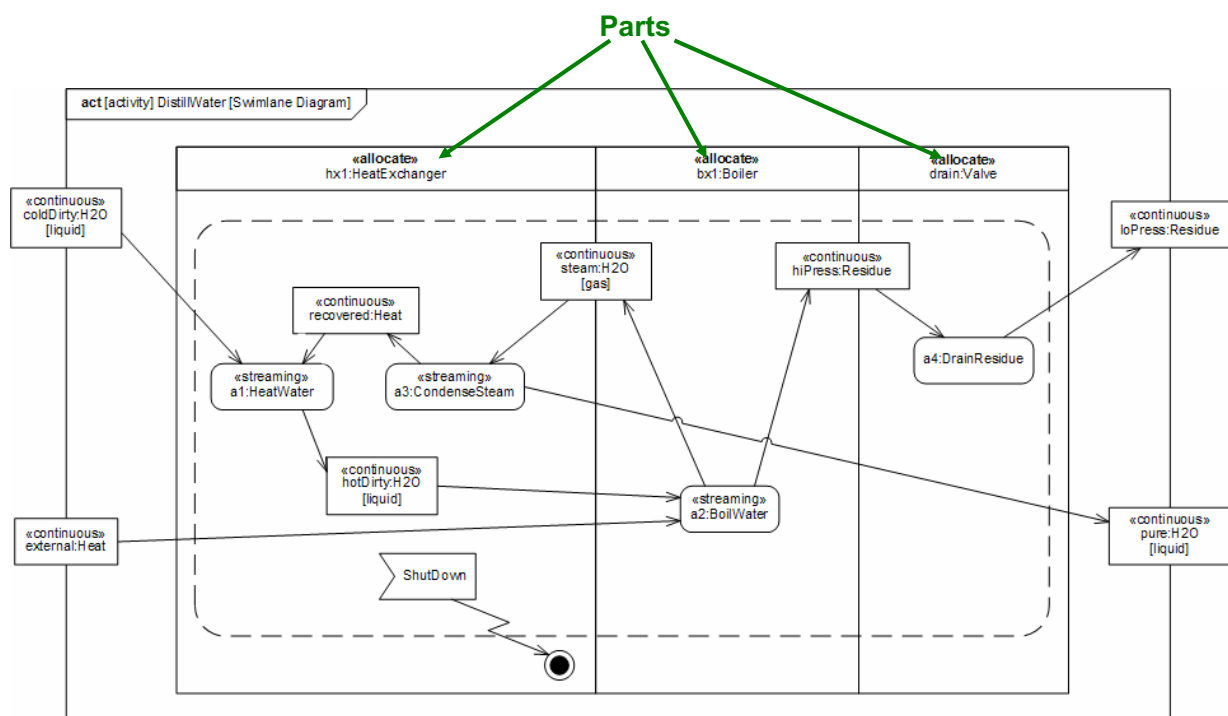 Parts
act [activity] DistillWater [Swimlane Diagram]
«allocate»
hx1:HeatExchanger
«allocate»
bx1:Boiler
«allocate»
drain:Valve
«continuous»
coldDirty:H2O
[liquid]
«continuous»
loPress:Residue
«continuous»
steam:H2O
[gas]
«continuous»
hiPress:Residue
«continuous»
recovered:Heat
«streaming»
a1:HeatWater
«streaming»
a3:CondenseSteam
a4:DrainResidue
«continuous»
hotDirty:H2O
[liquid]
«streaming»
a2:BoilWater
«continuous»
external:Heat
«continuous»
pure:H2O
[liquid]
ShutDown